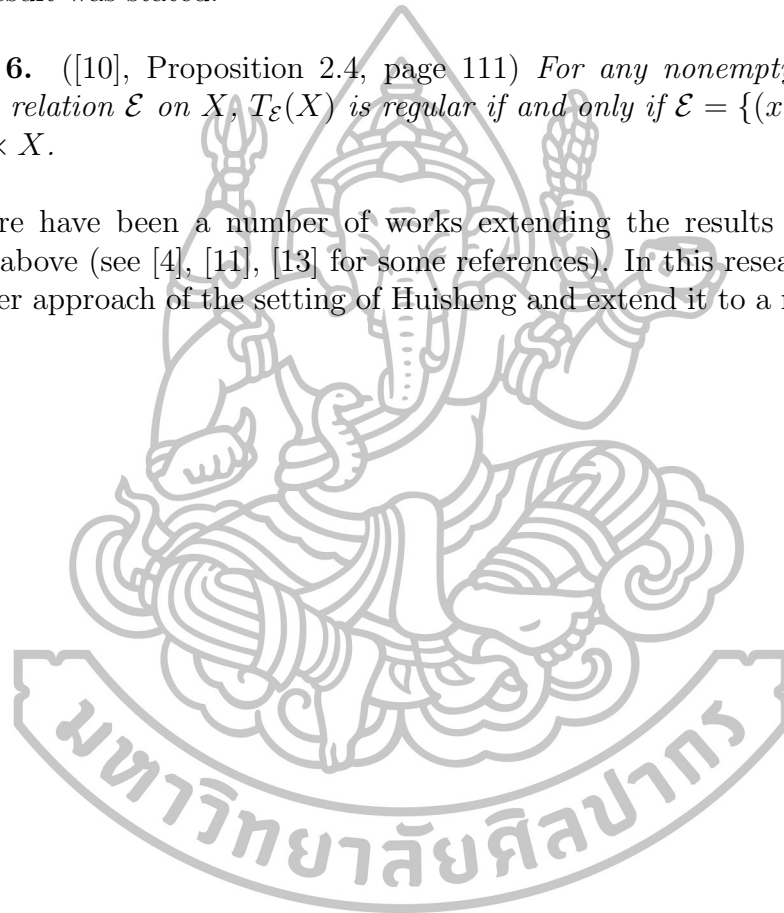 6. ([10], Proposition 2.4, page 111) For any nonempty
relation ℰ on X, T_ℰ(X) is regular if and only if ℰ = {(x
× X.
re have been a number of works extending the results
above (see [4], [11], [13] for some references). In this resea
er approach of the setting of Huisheng and extend it to a
มหาวิทยาลัยศิลปากร